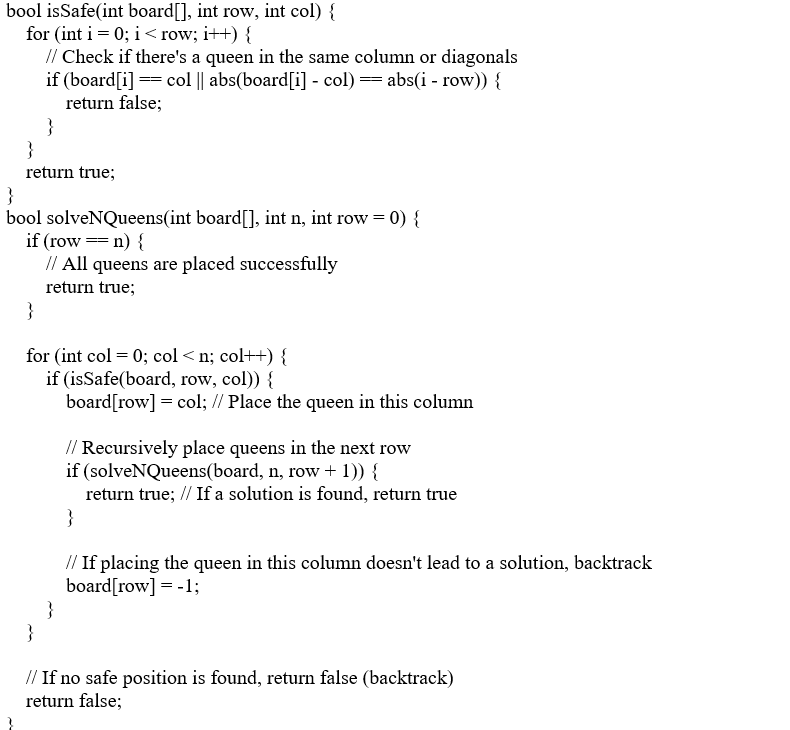 bool isSafe(int board[], int row, int col) {
for (int i = 0; i < row; i++) {
// Check if there's a queen in the same column or diagonals
if (board[i] == col || abs(board[i] - col) == abs(i - row)) {
return false;
}
}
return true;
}
bool solveNQueens(int board[], int n, int row = 0) {
if (row == n) {
// All queens are placed successfully
return true;
}
for (int col = 0; col < n; col++) {
if (isSafe(board, row, col)) {
board[row] = col; // Place the queen in this column
// Recursively place queens in the next row
if (solveNQueens(board, n, row + 1)) {
return true; // If a solution is found, return true
}
// If placing the queen in this column doesn't lead to a solution, backtrack
board[row] = -1;
}
}
// If no safe position is found, return false (backtrack)
return false;
}